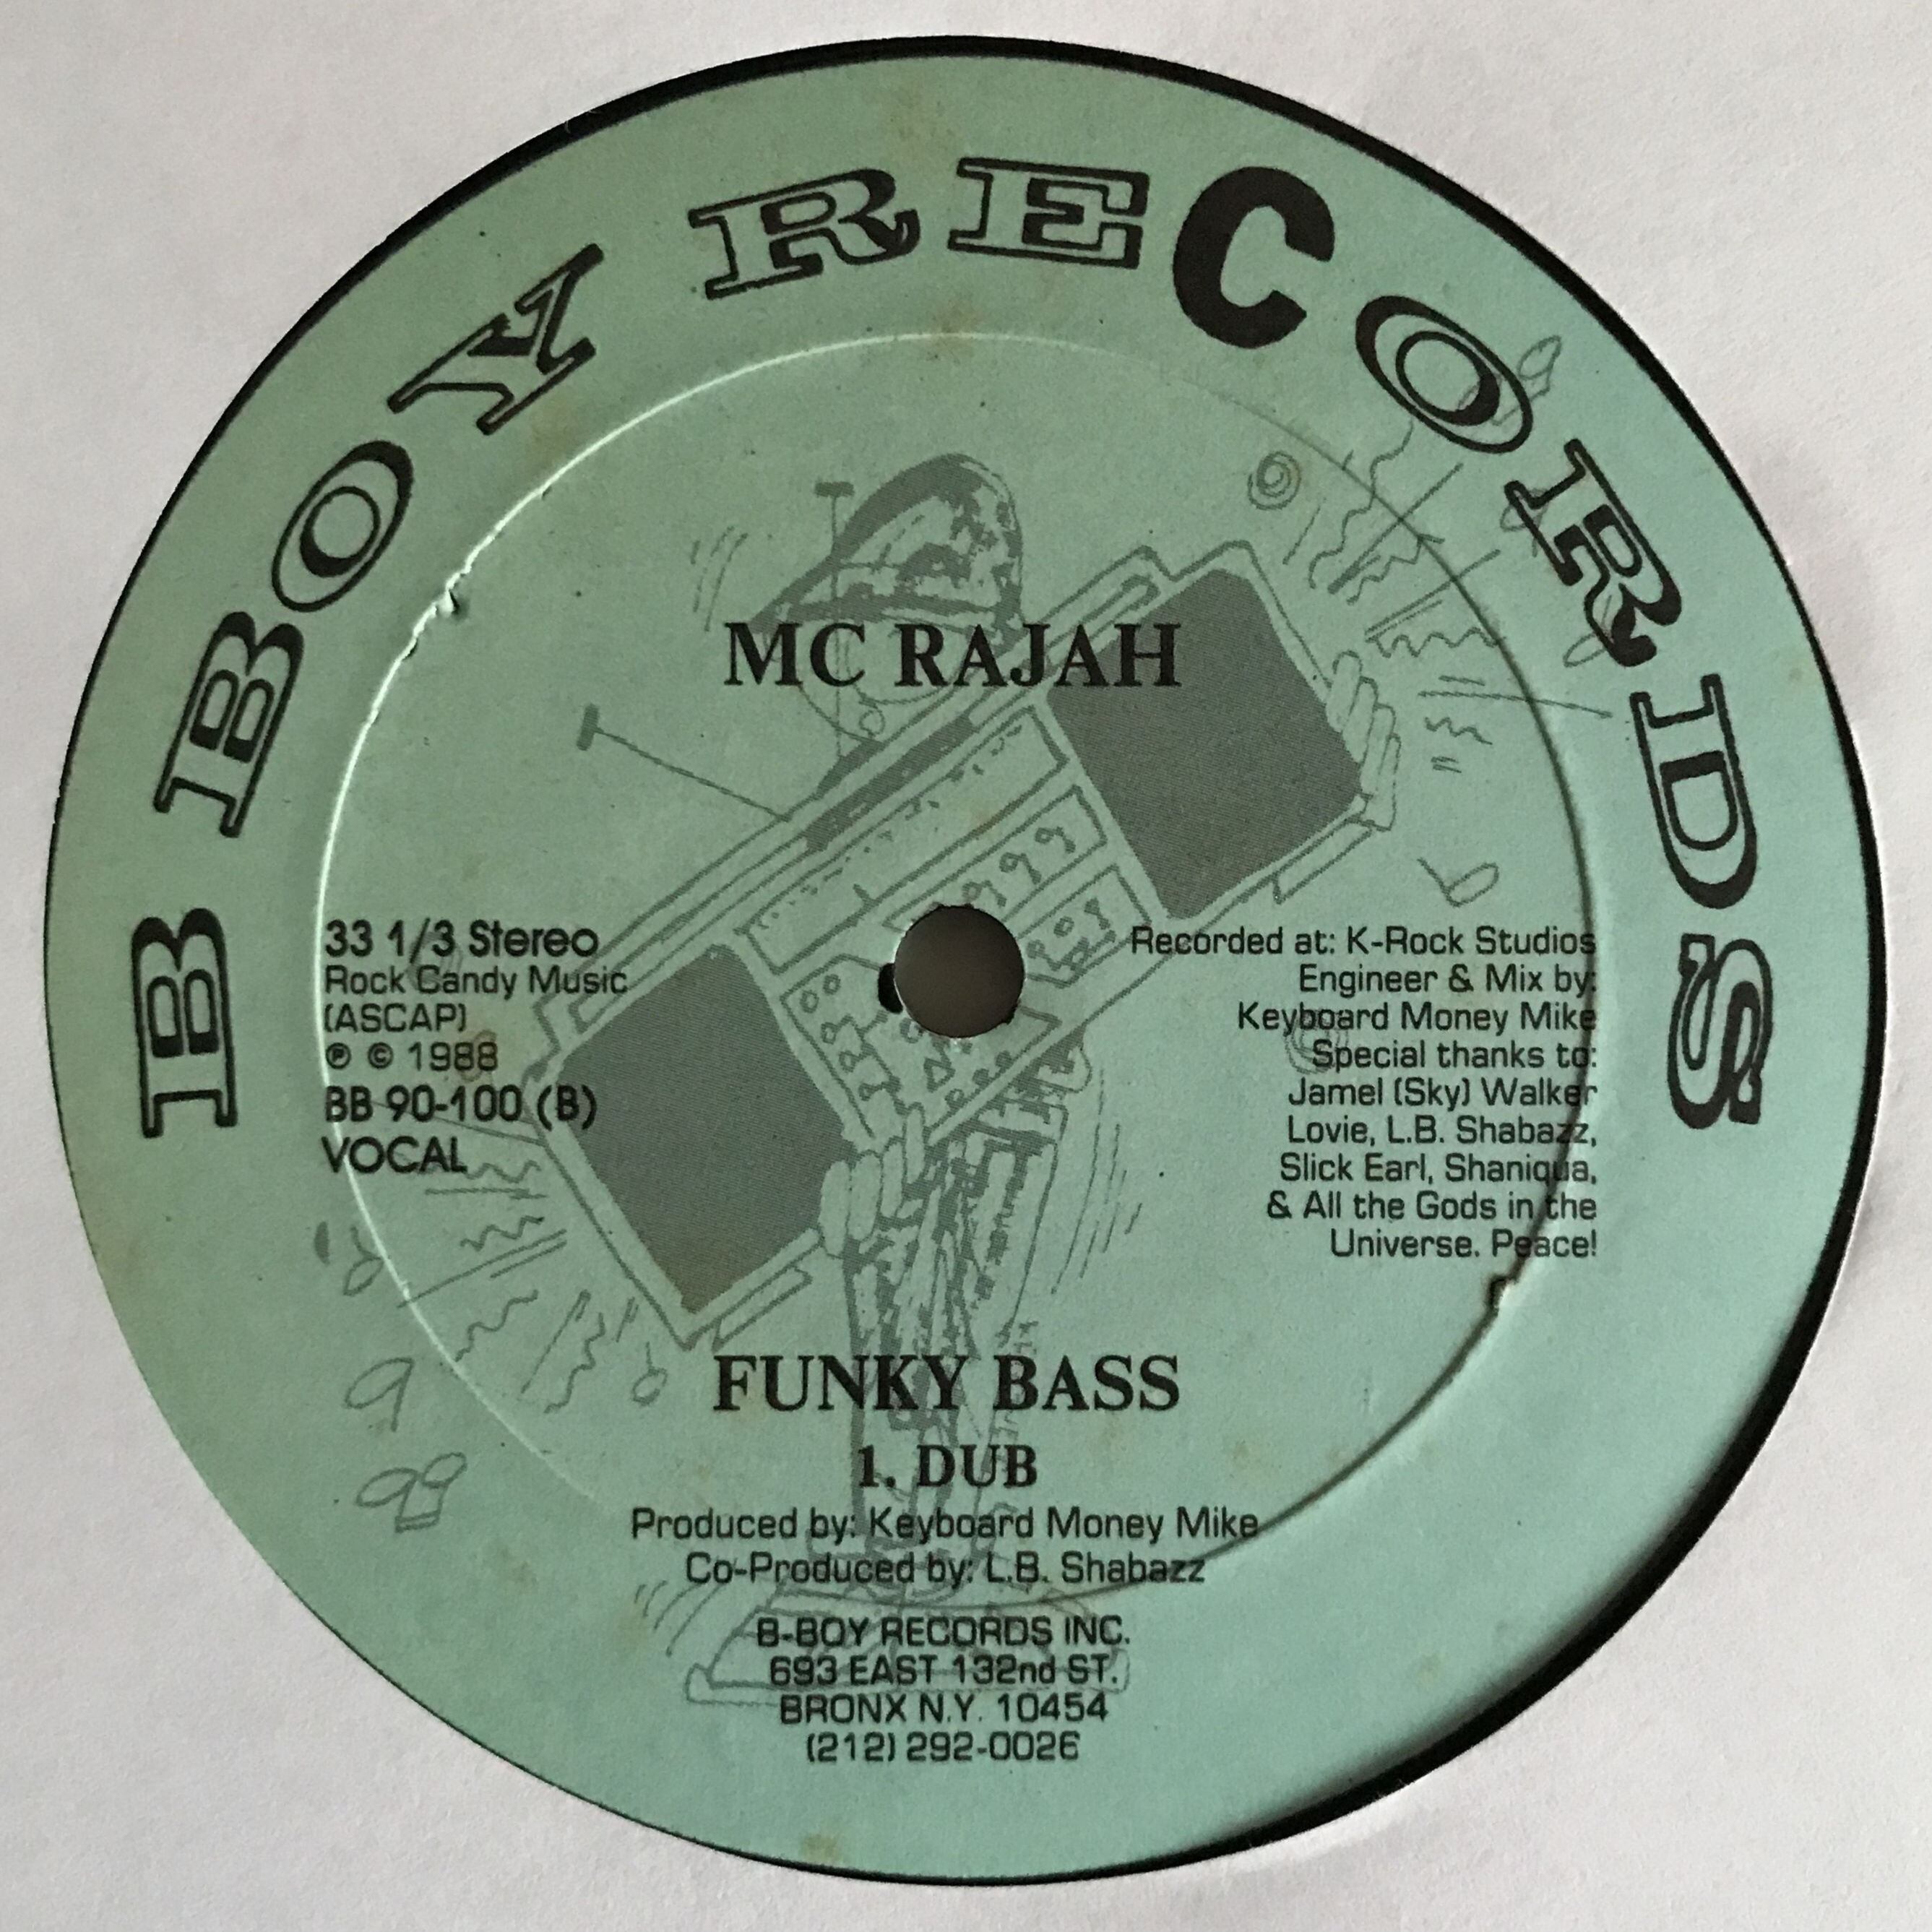 B BOY RECORDS
MC RAJAH
33 1/3 Stereo
Rock Candy Music
(ASCAP)
℗ © 1988
BB 90-100 (B)
VOCAL
Recorded at: K-Rock Studios
Engineer & Mix by:
Keyboard Money Mike
Special thanks to:
Jamel (Sky) Walker
Lovie, L.B. Shabazz,
Slick Earl, Shaniqua,
& All the Gods in the
Universe. Peace!
FUNKY BASS
1. DUB
Produced by: Keyboard Money Mike
Co-Produced by: L.B. Shabazz
B-BOY RECORDS INC.
693 EAST 132nd ST.
BRONX N.Y. 10454
(212) 292-0026